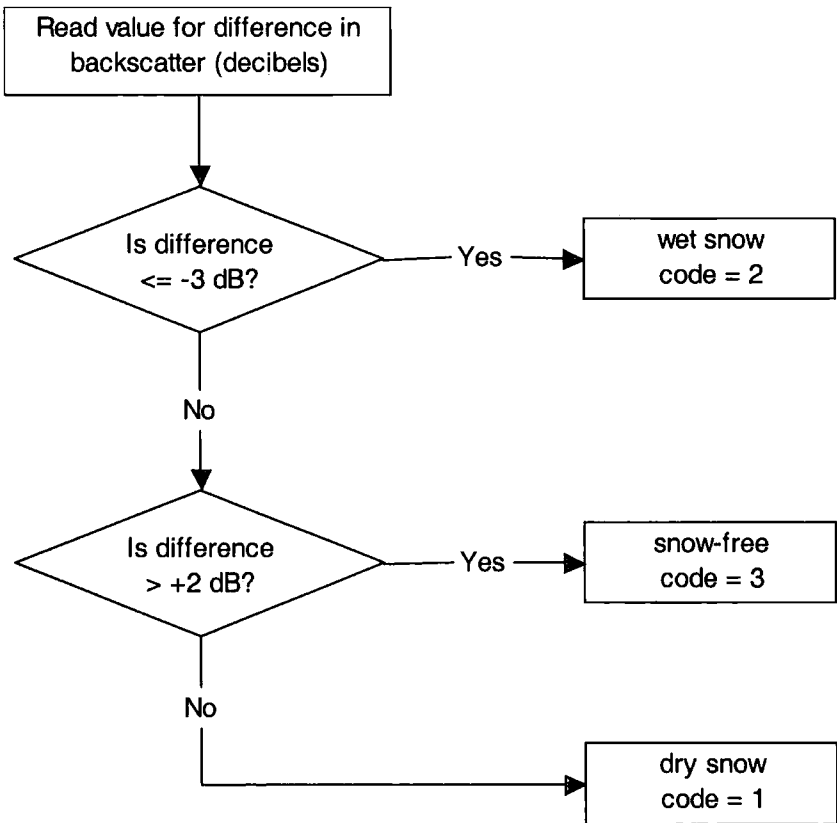 Read value for difference in
backscatter (decibels)
Is difference
<= -3 dB?
Yes
wet snow
code = 2
No
Is difference
> +2 dB?
Yes
snow-free
code = 3
No
dry snow
code = 1